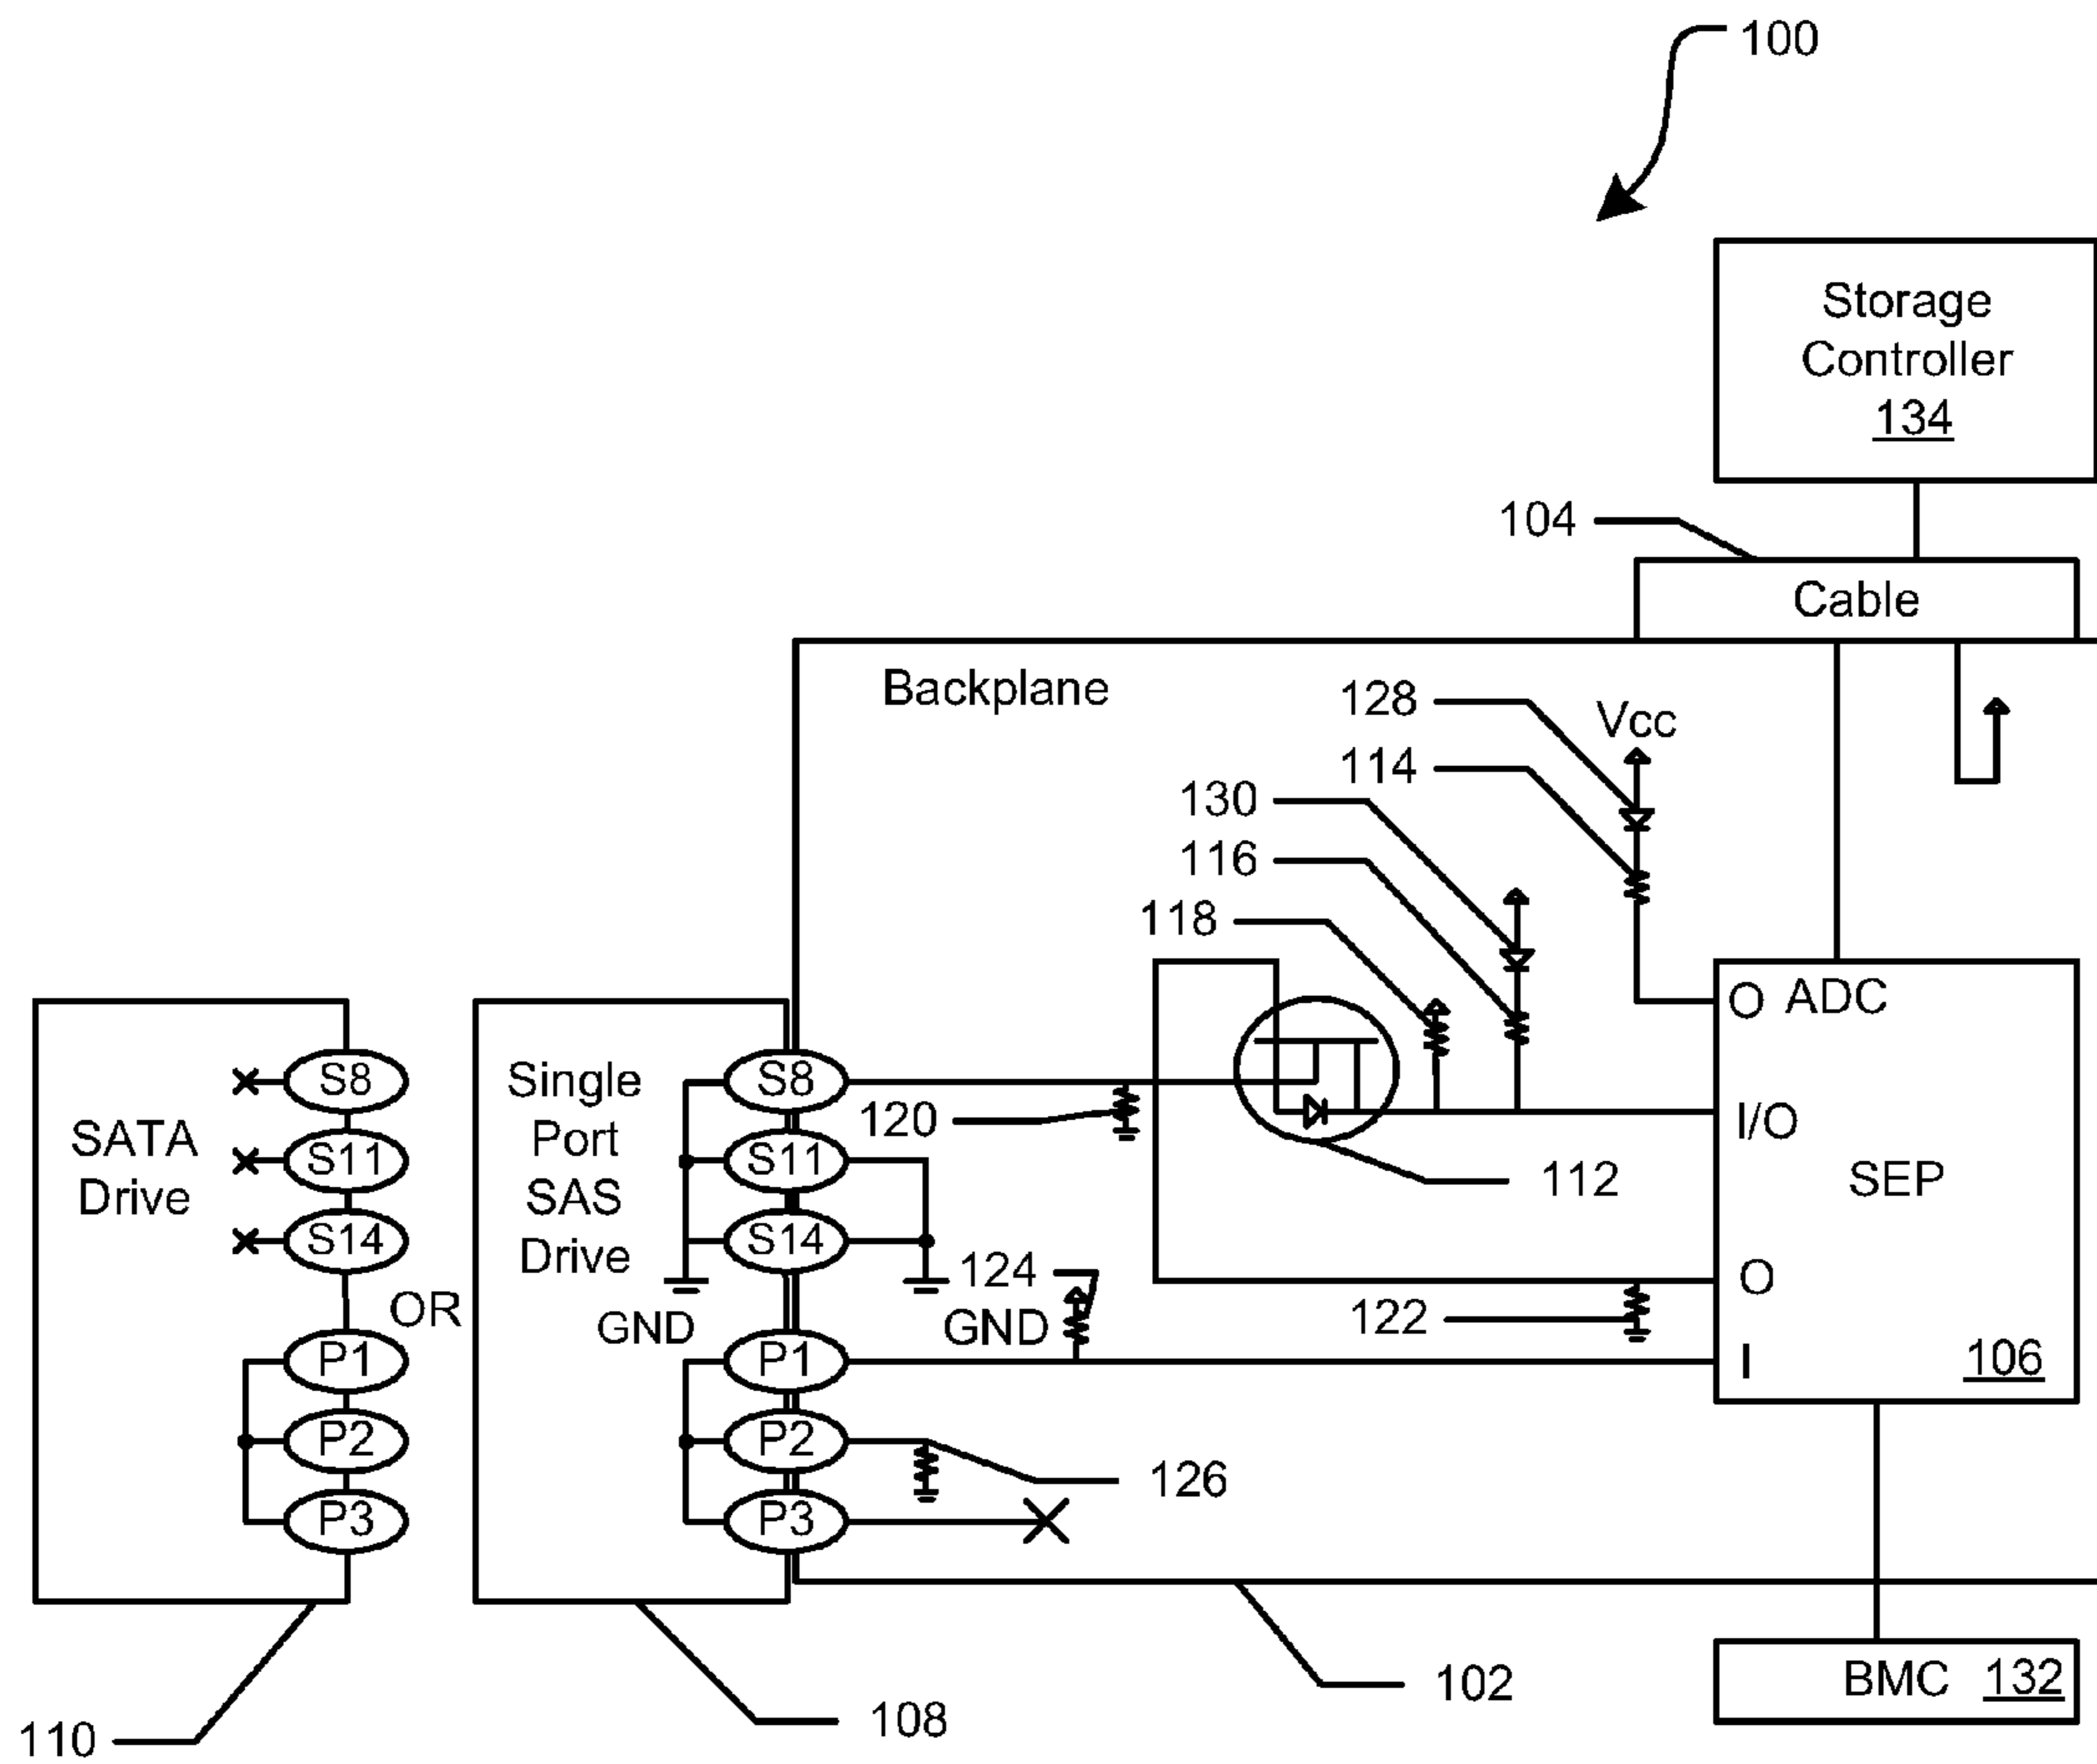 100
Storage
Controller
134
104
Cable
Backplane
128
Vcc
114
130
116
118
O ADC
S8
S8
Single
Port
SAS
Drive
120
I/O
SATA
Drive
S11
S11
112
SEP
S14
S14
124
O
OR
GND
GND
122
P1
P1
I
106
P2
P2
126
P3
P3
102
BMC 132
110
108